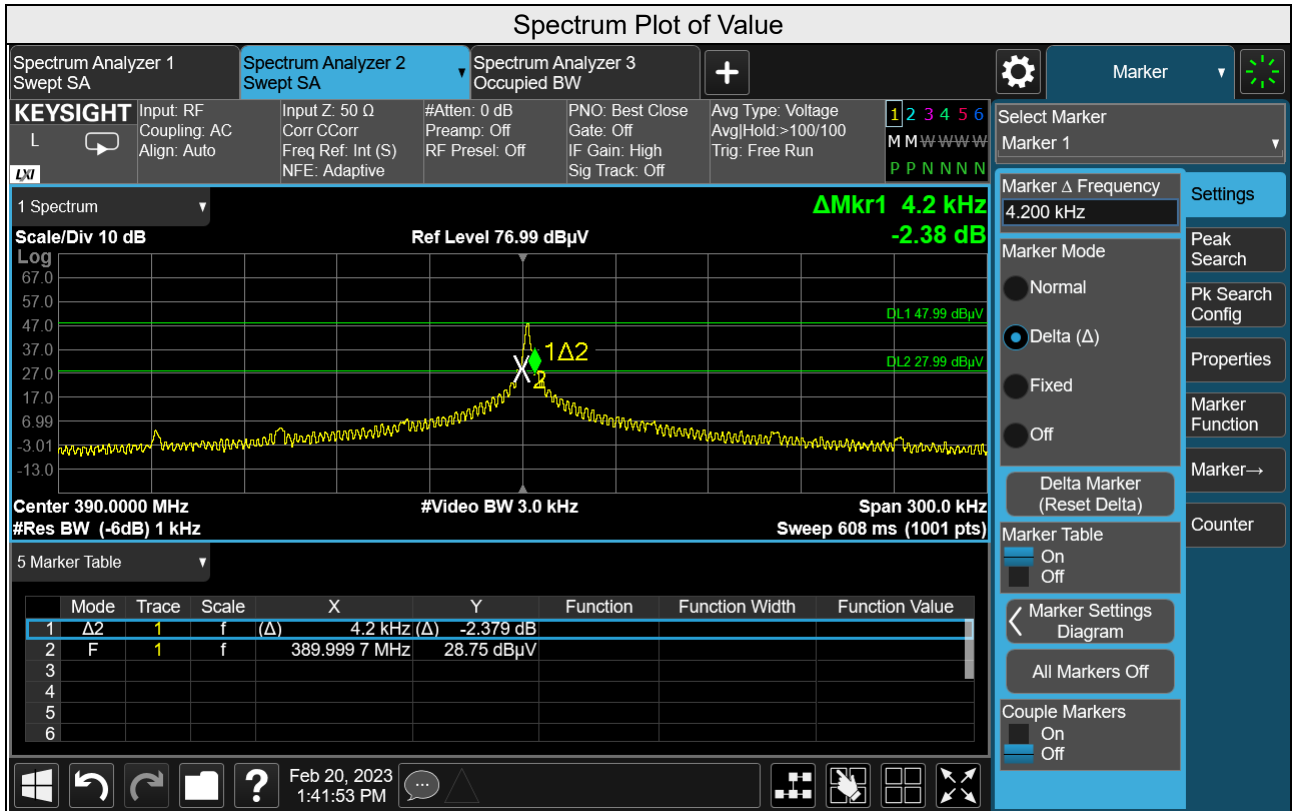 Spectrum Plot of Value
Spectrum Analyzer 1
Swept SA
Spectrum Analyzer 2
Swept SA
Spectrum Analyzer 3
Occupied BW
+
Marker
KEYSIGHT
L
LXI
Input: RF
Coupling: AC
Align: Auto
Input Z: 50 Ω
Corr CCorr
Freq Ref: Int (S)
NFE: Adaptive
#Atten: 0 dB
Preamp: Off
RF Presel: Off
PNO: Best Close
Gate: Off
IF Gain: High
Sig Track: Off
Avg Type: Voltage
Avg|Hold:>100/100
Trig: Free Run
1 2 3 4 5 6
M M W W W W
P P N N N N
Select Marker
Marker 1
1 Spectrum
ΔMkr1 4.2 kHz
-2.38 dB
Scale/Div 10 dB
Ref Level 76.99 dBµV
Log
67.0
57.0
47.0
37.0
27.0
17.0
6.99
-3.01
-13.0
DL1 47.99 dBµV
DL2 27.99 dBµV
1Δ2
X
2
Center 390.0000 MHz
#Video BW 3.0 kHz
Span 300.0 kHz
#Res BW (-6dB) 1 kHz
Sweep 608 ms (1001 pts)
5 Marker Table
Mode Trace Scale X Y Function Function Width Function Value
1 Δ2 1 f (Δ) 4.2 kHz (Δ) -2.379 dB
2 F 1 f 389.999 7 MHz 28.75 dBµV
3
4
5
6
Marker Δ Frequency
4.200 kHz
Marker Mode
Normal
Delta (Δ)
Fixed
Off
Delta Marker
(Reset Delta)
Marker Table
On
Off
Marker Settings
Diagram
All Markers Off
Couple Markers
On
Off
Settings
Peak
Search
Pk Search
Config
Properties
Marker
Function
Marker→
Counter
?
Feb 20, 2023
1:41:53 PM